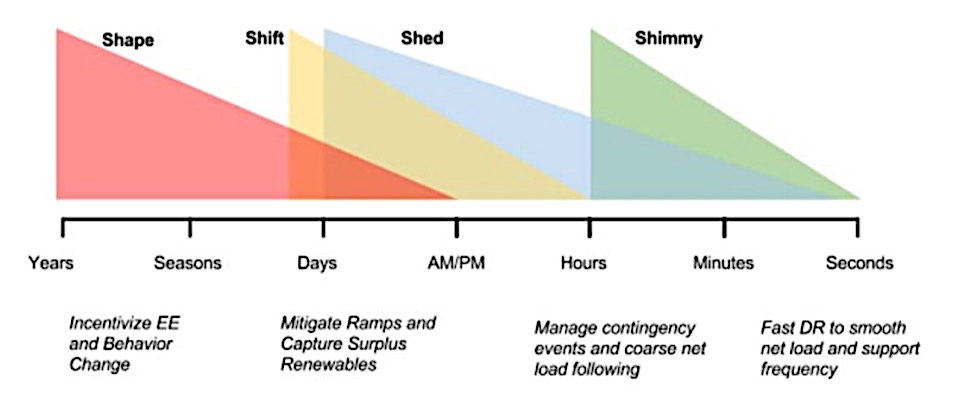 Shape
Shift
Shed
Shimmy
Years
Seasons
Days
AM/PM
Hours
Minutes
Seconds
Incentivize EE
and Behavior
Change
Mitigate Ramps and
Capture Surplus
Renewables
Manage contingency
events and coarse net
load following
Fast DR to smooth
net load and support
frequency